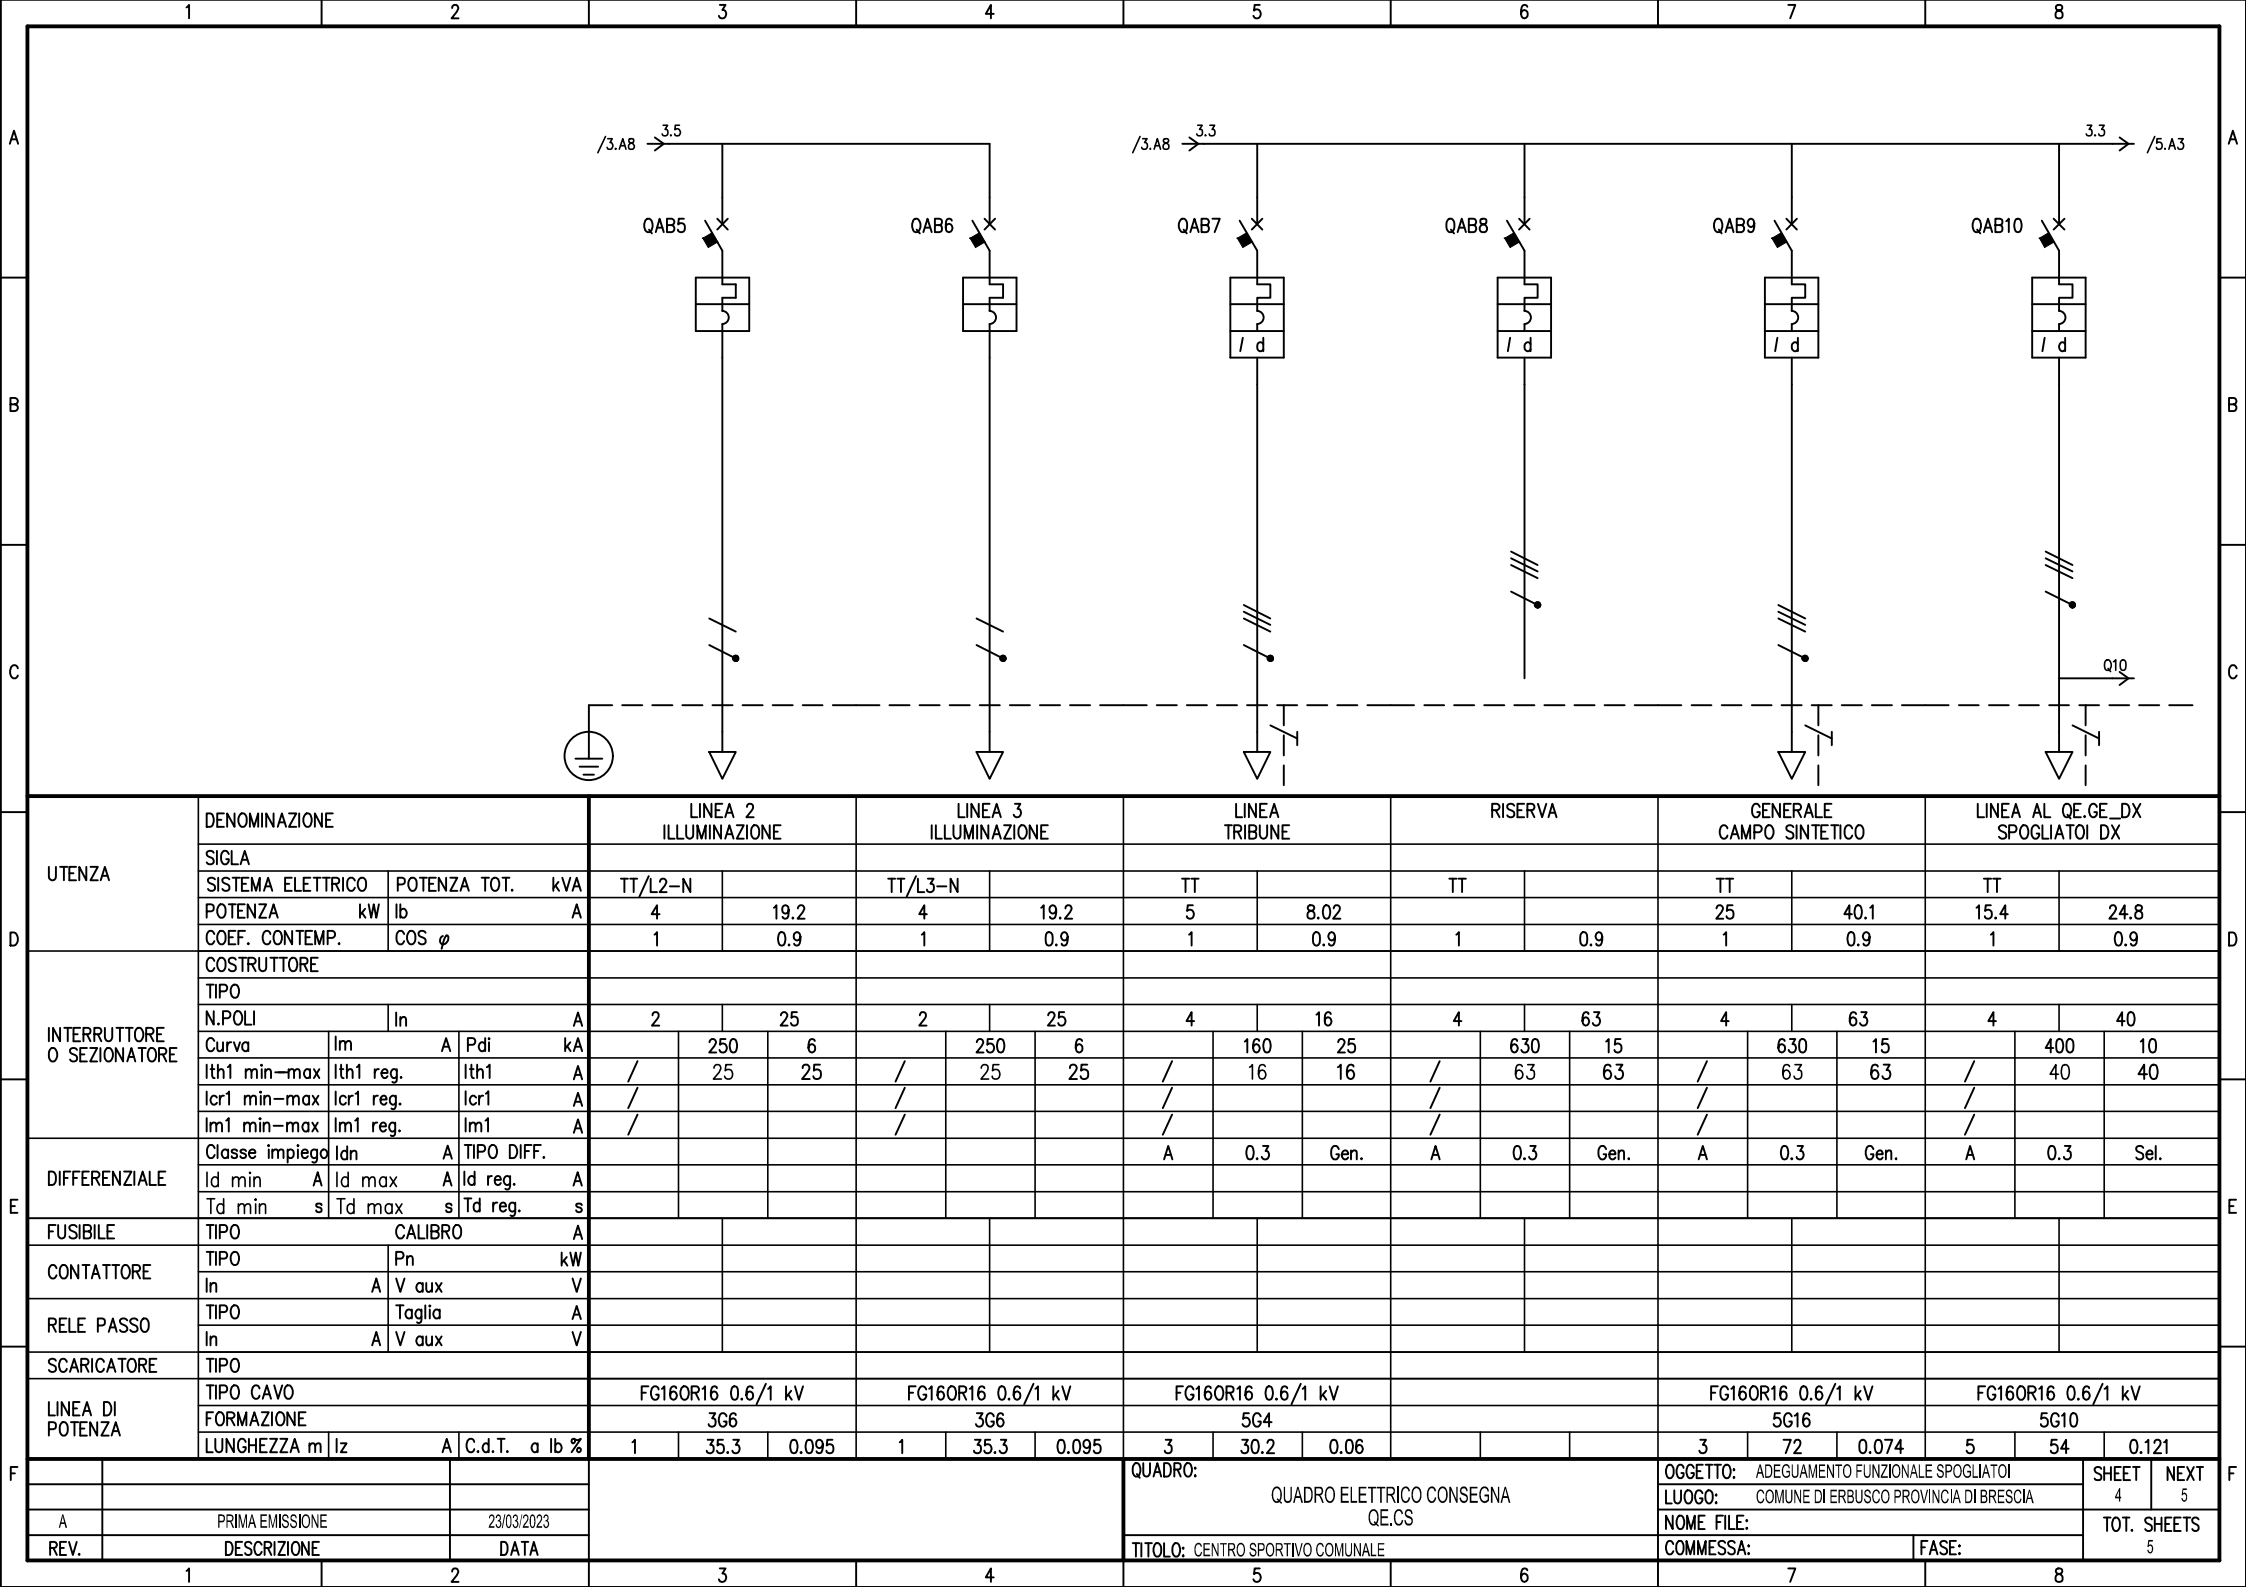 1 2 3 4 5 6 7 8
A A
/3.A8 3.5 /3.A8 3.3 3.3 /5.A3
QAB5 QAB6 QAB7 QAB8 QAB9 QAB10
I d I d I d I d
B B
C C
Q10
UTENZA
DENOMINAZIONE LINEA 2 LINEA 3 LINEA RISERVA GENERALE LINEA AL QE.GE_DX
ILLUMINAZIONE ILLUMINAZIONE TRIBUNE CAMPO SINTETICO SPOGLIATOI DX
SIGLA
SISTEMA ELETTRICO POTENZA TOT. kVA TT/L2-N TT/L3-N TT TT TT TT
POTENZA kW Ib A 4 19.2 4 19.2 5 8.02 25 40.1 15.4 24.8
D COEF. CONTEMP. COS φ 1 0.9 1 0.9 1 0.9 1 0.9 1 0.9 1 0.9 D
INTERRUTTORE
O SEZIONATORE
COSTRUTTORE
TIPO
N.POLI In A 2 25 2 25 4 16 4 63 4 63 4 40
Curva Im A Pdi kA 250 6 250 6 160 25 630 15 630 15 400 10
Ith1 min-max Ith1 reg. Ith1 A / 25 25 / 25 25 / 16 16 / 63 63 / 63 63 / 40 40
Icr1 min-max Icr1 reg. Icr1 A / / / / / /
Im1 min-max Im1 reg. Im1 A / / / / / /
DIFFERENZIALE
Classe impiego Idn A TIPO DIFF. A 0.3 Gen. A 0.3 Gen. A 0.3 Gen. A 0.3 Sel.
Id min A Id max A Id reg. A
E Td min s Td max s Td reg. s E
FUSIBILE TIPO CALIBRO A
CONTATTORE
TIPO Pn kW
In A V aux V
RELE PASSO
TIPO Taglia A
In A V aux V
SCARICATORE TIPO
LINEA DI
POTENZA
TIPO CAVO FG16OR16 0.6/1 kV FG16OR16 0.6/1 kV FG16OR16 0.6/1 kV FG16OR16 0.6/1 kV FG16OR16 0.6/1 kV
FORMAZIONE 3G6 3G6 5G4 5G16 5G10
LUNGHEZZA m Iz A C.d.T. a Ib % 1 35.3 0.095 1 35.3 0.095 3 30.2 0.06 3 72 0.074 5 54 0.121
F F
QUADRO:
QUADRO ELETTRICO CONSEGNA
QE.CS
TITOLO: CENTRO SPORTIVO COMUNALE
OGGETTO: ADEGUAMENTO FUNZIONALE SPOGLIATOI
LUOGO: COMUNE DI ERBUSCO PROVINCIA DI BRESCIA
NOME FILE:
COMMESSA: FASE:
SHEET NEXT
4 5
TOT. SHEETS
5
A PRIMA EMISSIONE 23/03/2023
REV. DESCRIZIONE DATA
1 2 3 4 5 6 7 8